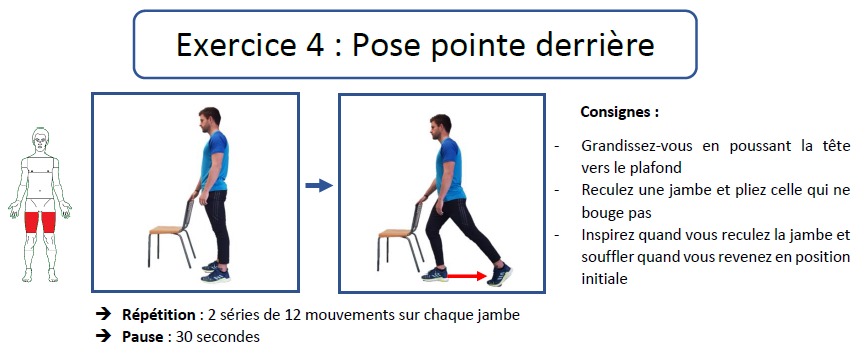 Exercice 4 : Pose pointe derrière
Consignes :
- Grandissez-vous en poussant la tête
vers le plafond
- Reculez une jambe et pliez celle qui ne
bouge pas
- Inspirez quand vous reculez la jambe et
souffler quand vous revenez en position
initiale
➔ Répétition : 2 séries de 12 mouvements sur chaque jambe
➔ Pause : 30 secondes